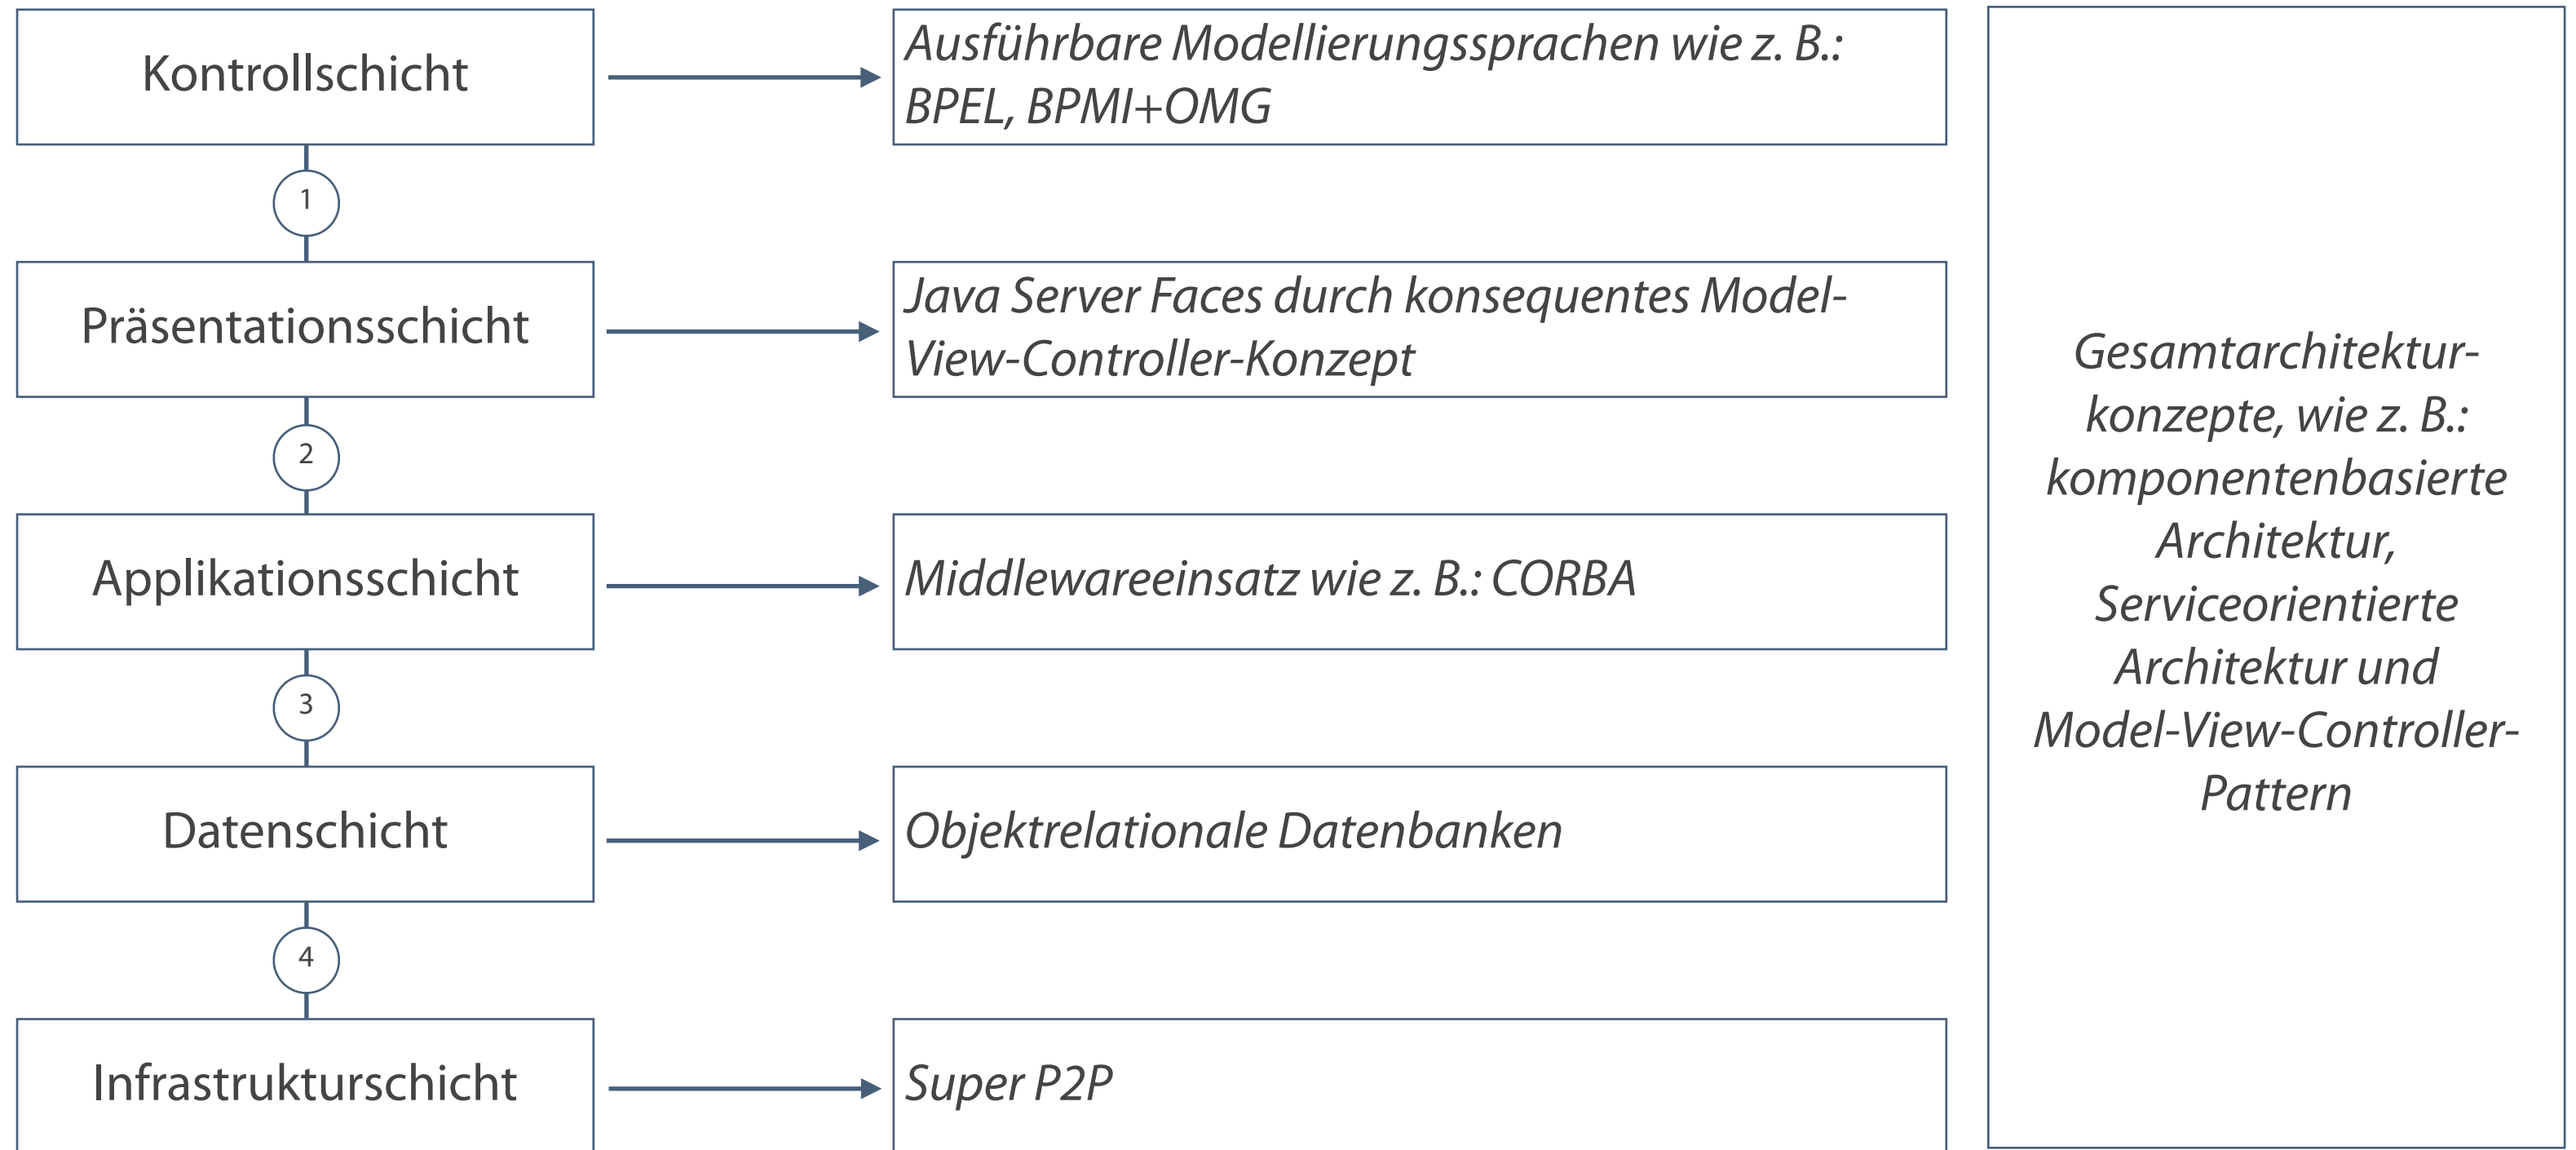 Kontrollschicht
Ausführbare Modellierungssprachen wie z. B.:
BPEL, BPMI+OMG
1
Präsentationsschicht
Java Server Faces durch konsequentes Model-
View-Controller-Konzept
2
Applikationsschicht
Middlewareeinsatz wie z. B.: CORBA
3
Datenschicht
Objektrelationale Datenbanken
4
Infrastrukturschicht
Super P2P
Gesamtarchitektur-
konzepte, wie z. B.:
komponentenbasierte
Architektur,
Serviceorientierte
Architektur und
Model-View-Controller-
Pattern